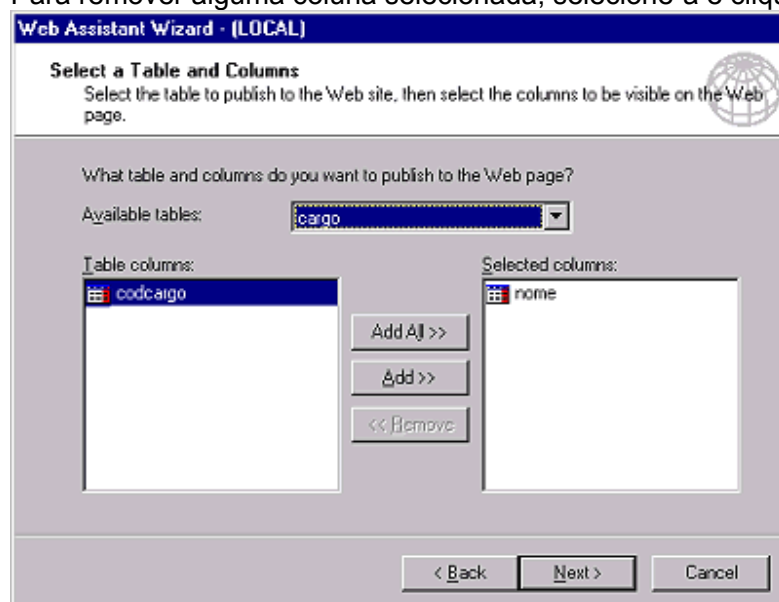 Para remover alguma coluna selecionada, selecione-a e clique
Web Assistant Wizard - (LOCAL)
Select a Table and Columns
Select the table to publish to the Web site, then select the columns to be visible on the Web
page.
What table and columns do you want to publish to the Web page?
Available tables:
cargo
Table columns:
Selected columns:
codcargo
nome
Add All >>
Add >>
<< Remove
< Back
Next >
Cancel